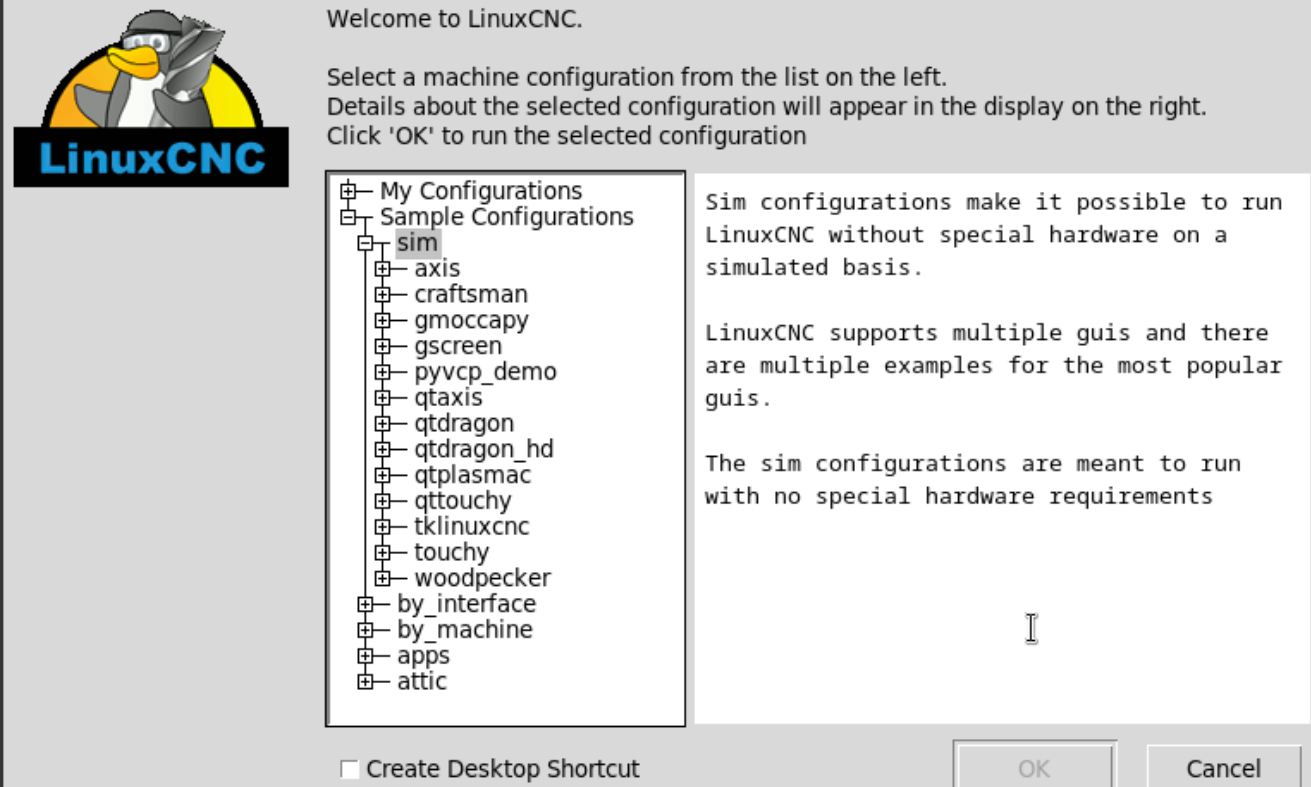 LinuxCNC
Welcome to LinuxCNC.
Select a machine configuration from the list on the left.
Details about the selected configuration will appear in the display on the right.
Click 'OK' to run the selected configuration
My Configurations
Sample Configurations
sim
axis
craftsman
gmoccapy
gscreen
pyvcp_demo
qtaxis
qtdragon
qtdragon_hd
qtplasmac
qttouchy
tklinuxcnc
touchy
woodpecker
by_interface
by_machine
apps
attic
Sim configurations make it possible to run
LinuxCNC without special hardware on a
simulated basis.
LinuxCNC supports multiple guis and there
are multiple examples for the most popular
guis.
The sim configurations are meant to run
with no special hardware requirements
Create Desktop Shortcut
OK
Cancel